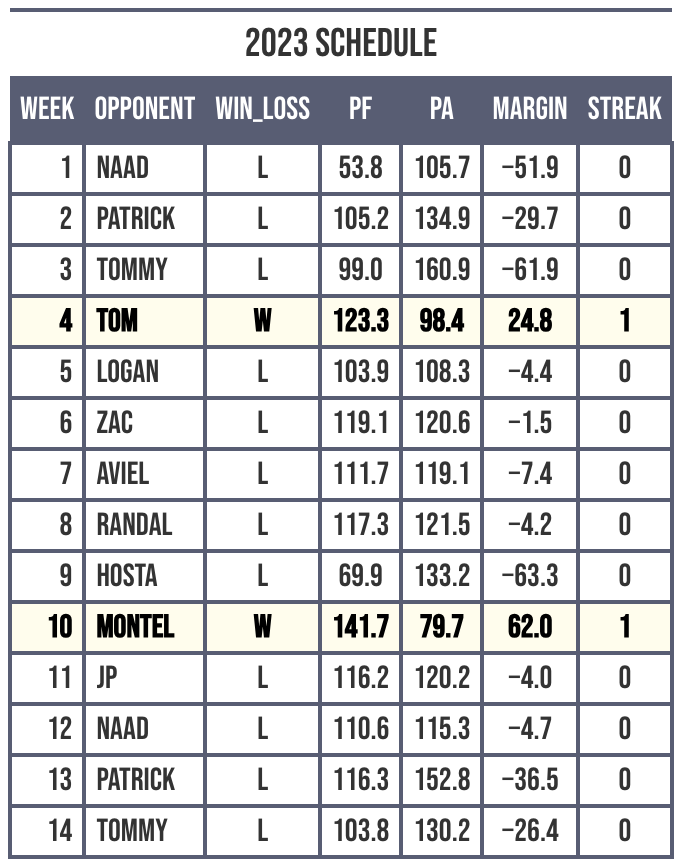 2023 SCHEDULE
WEEK OPPONENT WIN_LOSS PF PA MARGIN STREAK
1 NAAD L 53.8 105.7 −51.9 0
2 PATRICK L 105.2 134.9 −29.7 0
3 TOMMY L 99.0 160.9 −61.9 0
4 TOM W 123.3 98.4 24.8 1
5 LOGAN L 103.9 108.3 −4.4 0
6 ZAC L 119.1 120.6 −1.5 0
7 AVIEL L 111.7 119.1 −7.4 0
8 RANDAL L 117.3 121.5 −4.2 0
9 HOSTA L 69.9 133.2 −63.3 0
10 MONTEL W 141.7 79.7 62.0 1
11 JP L 116.2 120.2 −4.0 0
12 NAAD L 110.6 115.3 −4.7 0
13 PATRICK L 116.3 152.8 −36.5 0
14 TOMMY L 103.8 130.2 −26.4 0